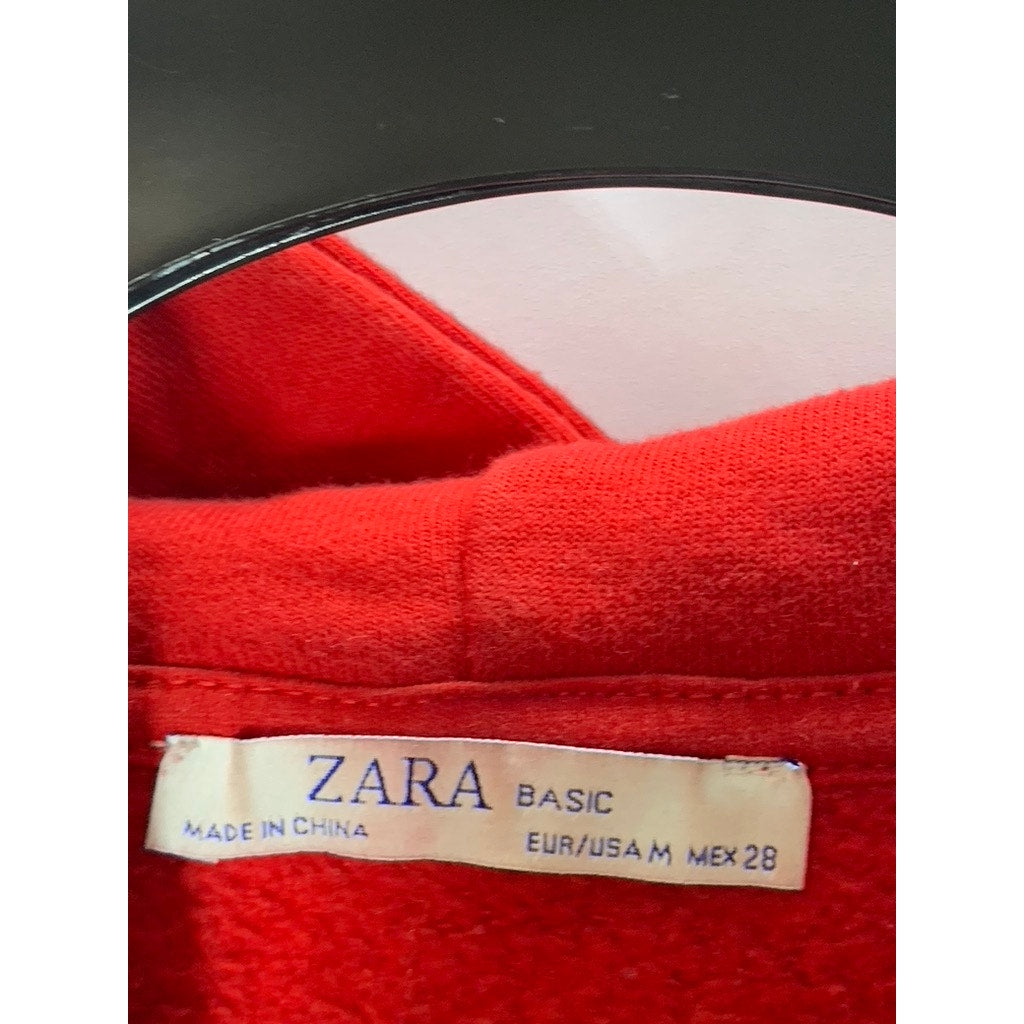 ZARA BASIC
MADE IN CHINA EUR/USA M MEX 28